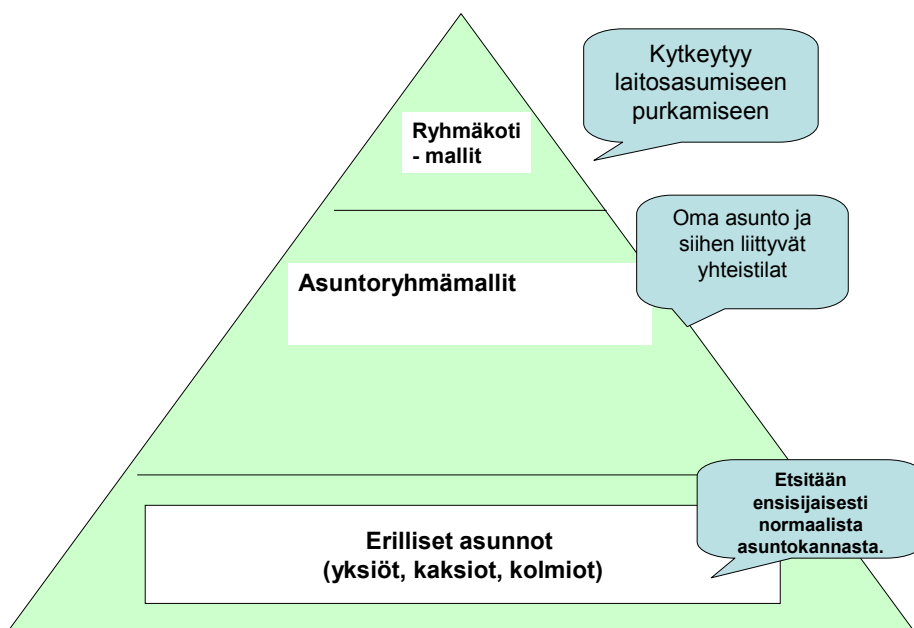 Kytkeytyy
laitosasumiseen
purkamiseen
Ryhmäkoti
- mallit
Oma asunto ja
siihen liittyvät
yhteistilat
Asuntoryhmämallit
Etsitään
ensisijaisesti
normaalista
asuntokannasta.
Erilliset asunnot
(yksiöt, kaksiot, kolmiot)